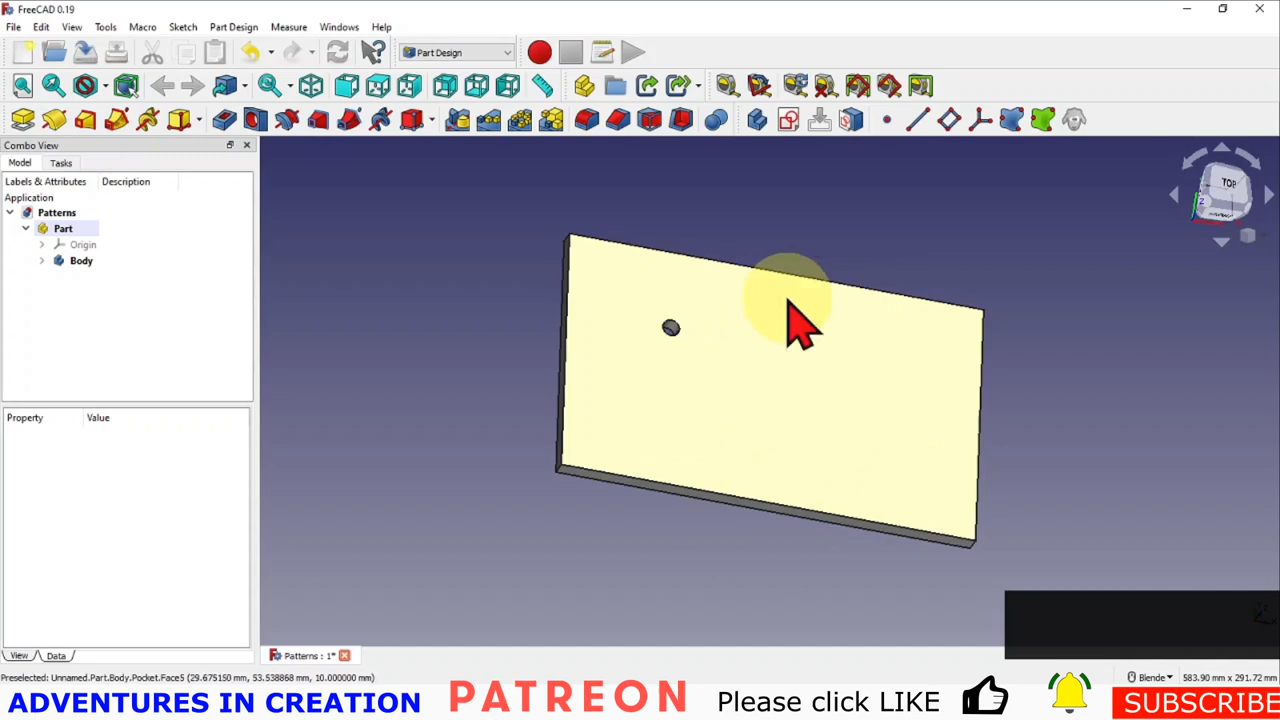 FreeCAD 0.19
File Edit View Tools Macro Sketch Part Design Measure Windows Help
Part Design
Combo View
Model Tasks
Labels & Attributes Description
Application
Patterns
Part
Origin
Body
TOP
Z
Property Value
View Data
Patterns : 1*
Preselected: Unnamed.Part.Body.Pocket.Face5 (29.675150 mm, 53.538868 mm, 10.000000 mm)
Blende 583.90 mm x 291.72 mm
ADVENTURES IN CREATION PATREON Please click LIKE SUBSCRIBE